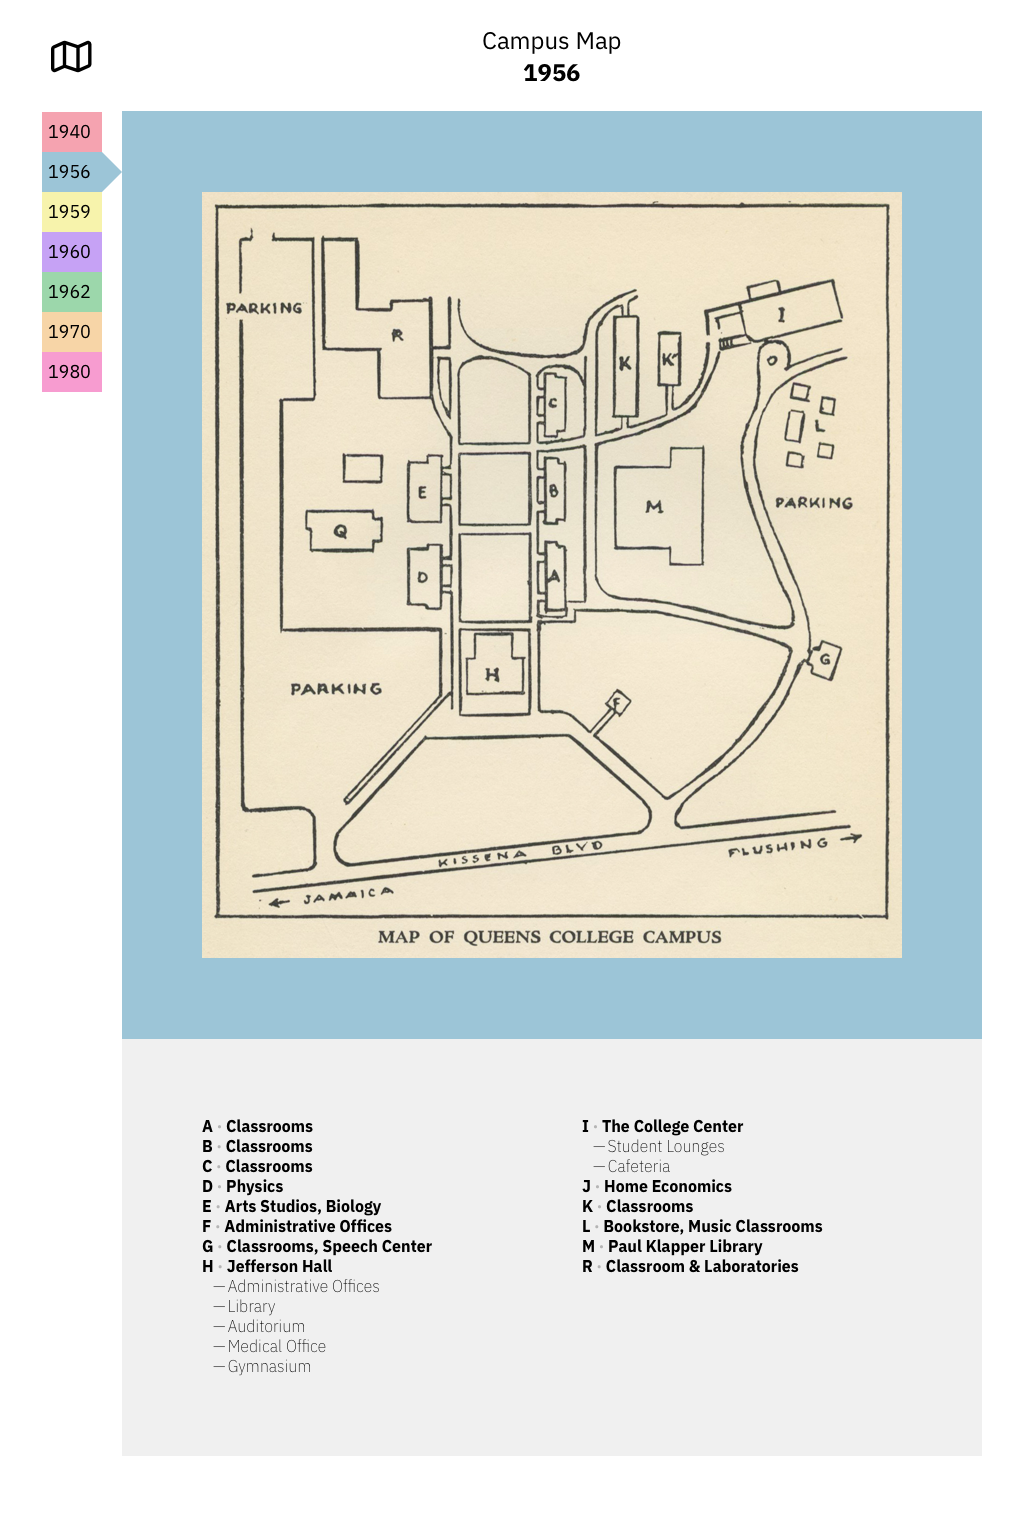 Campus Map
1956
1940
1956
1959
1960
1962
1970
1980
PARKING
R
I
K
K'
C
L
E
B
M
PARKING
Q
D
A
G
H
PARKING
F
KISSENA BLVD
FLUSHING →
← JAMAICA
MAP OF QUEENS COLLEGE CAMPUS
A · Classrooms
B · Classrooms
C · Classrooms
D · Physics
E · Arts Studios, Biology
F · Administrative Offices
G · Classrooms, Speech Center
H · Jefferson Hall
—Administrative Offices
—Library
—Auditorium
—Medical Office
—Gymnasium
I · The College Center
—Student Lounges
—Cafeteria
J · Home Economics
K · Classrooms
L · Bookstore, Music Classrooms
M · Paul Klapper Library
R · Classroom & Laboratories